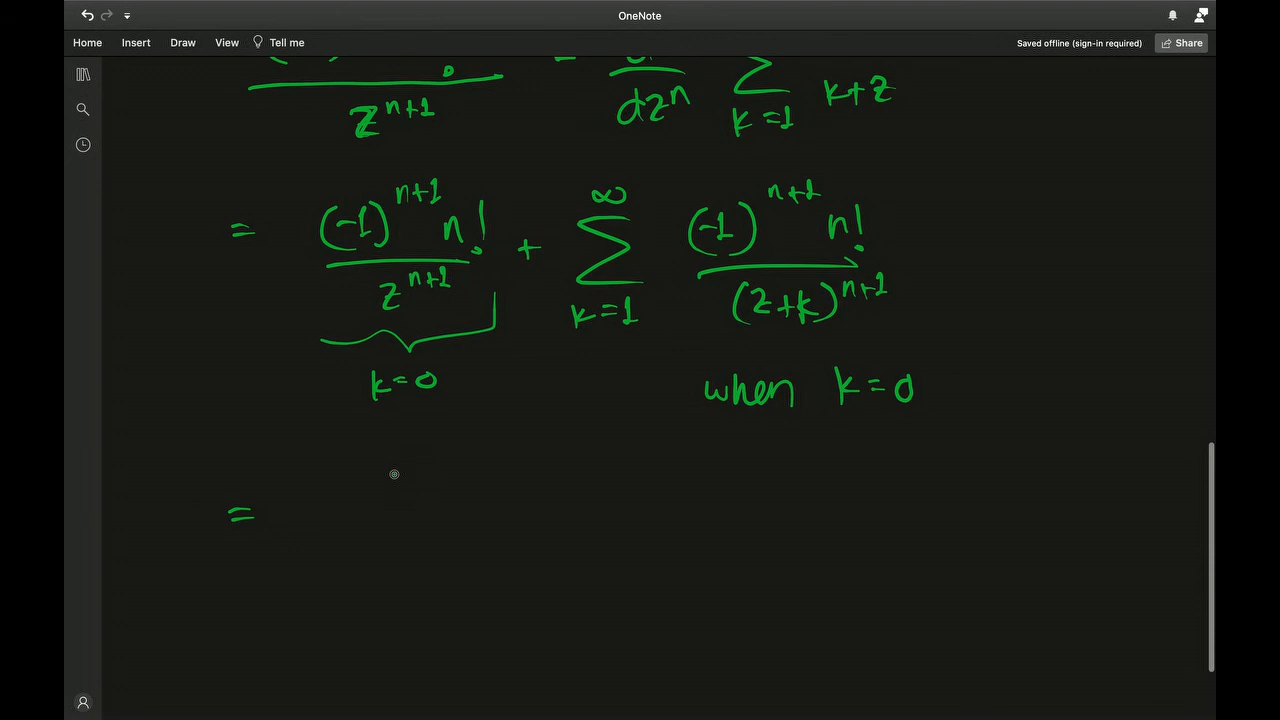 OneNote
Home Insert Draw View Tell me Saved offline (sign-in required) Share
z^{n+1} dz^n k=1 k+z
= (-1)^{n+1} n! / z^{n+1} + ∑_{k=1}^{∞} (-1)^{n+1} n! / (z+k)^{n+1}
k=0 when k=0
=